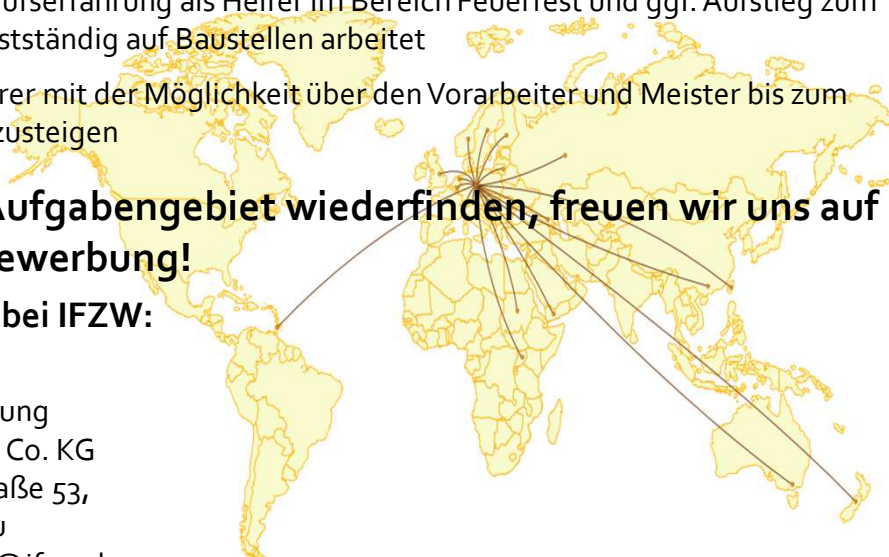 ufserfahrung als Helfer im Bereich Feuerfest und ggf. Aufstieg zum
stständig auf Baustellen arbeitet
rer mit der Möglichkeit über den Vorarbeiter und Meister bis zum
zusteigen
Aufgabengebiet wiederfinden, freuen wir uns auf
ewerbung!
bei IFZW:
ung
Co. KG
aße 53,